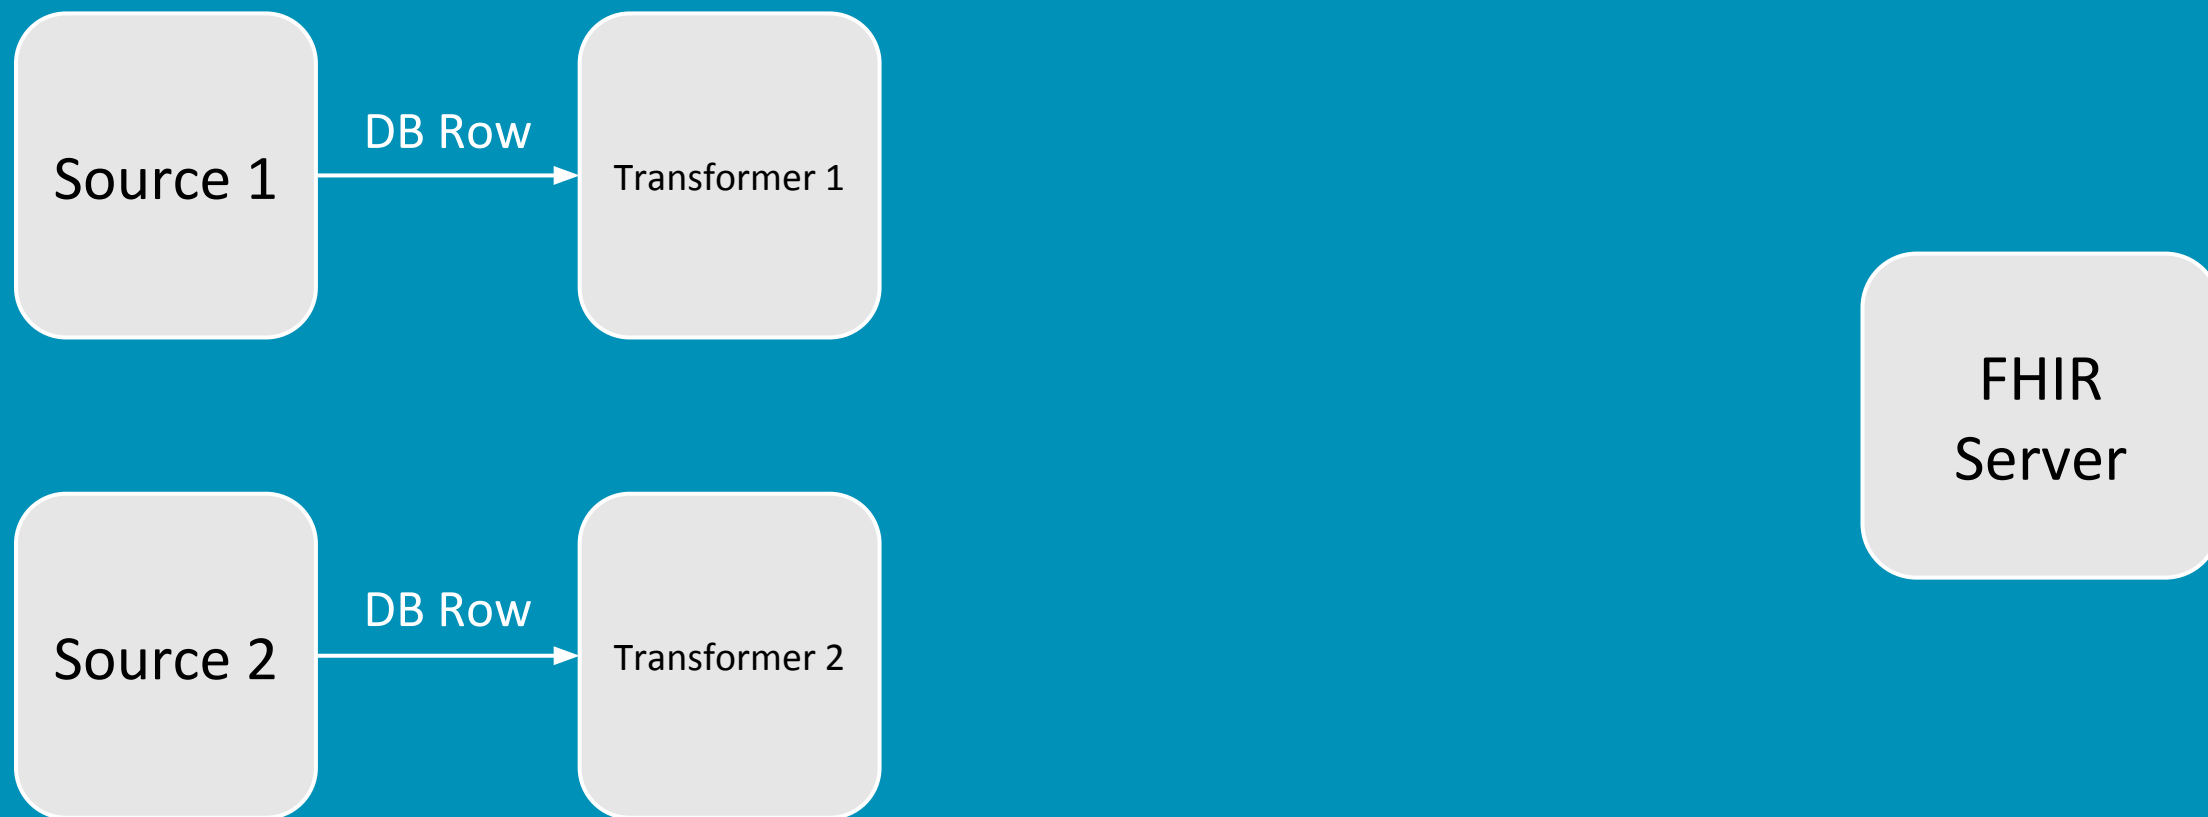 Source 1
DB Row
Transformer 1
FHIR
Server
Source 2
DB Row
Transformer 2